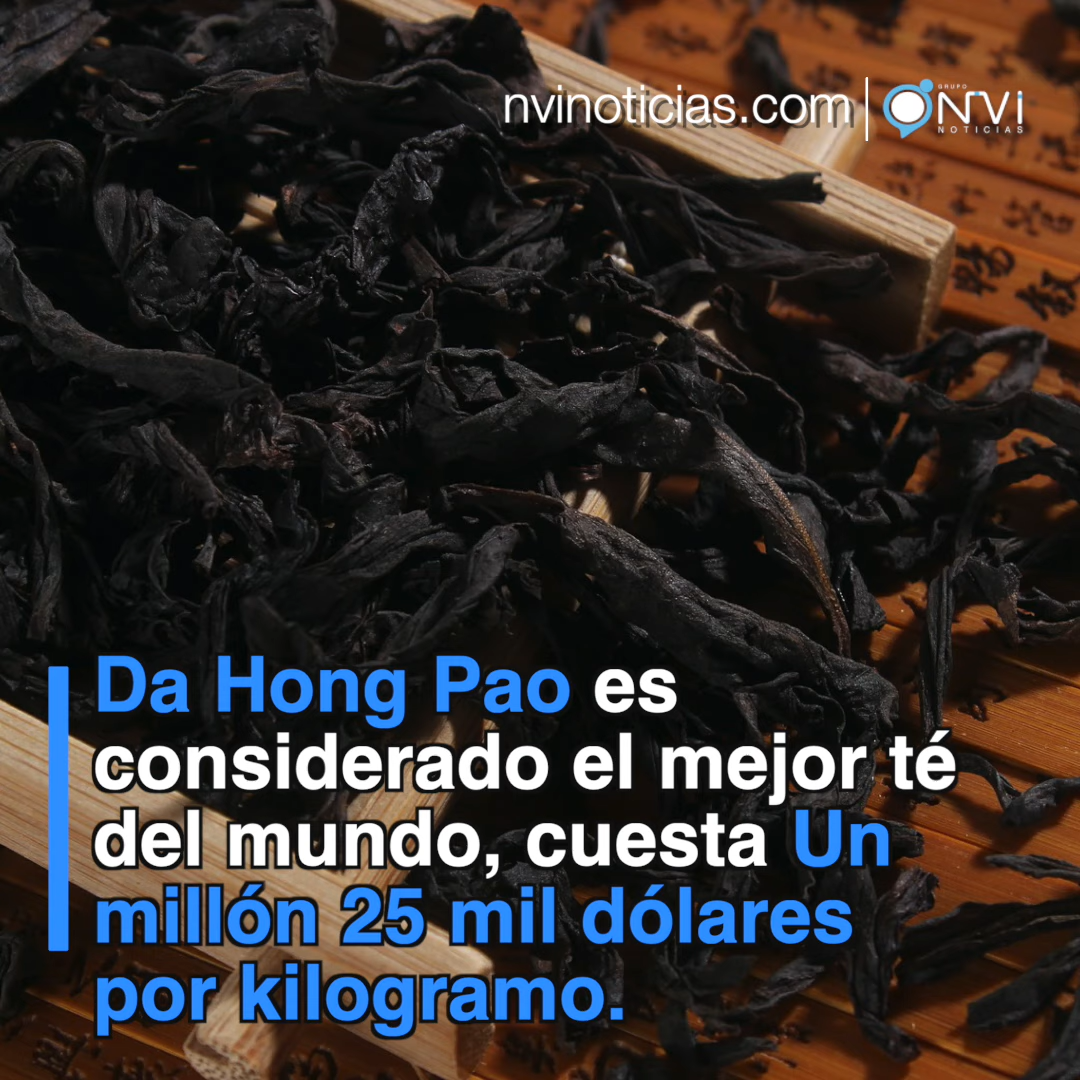 nvinoticias.com
GRUPO
NVi
NOTICIAS
Da Hong Pao es
considerado el mejor té
del mundo, cuesta Un
millón 25 mil dólares
por kilogramo.